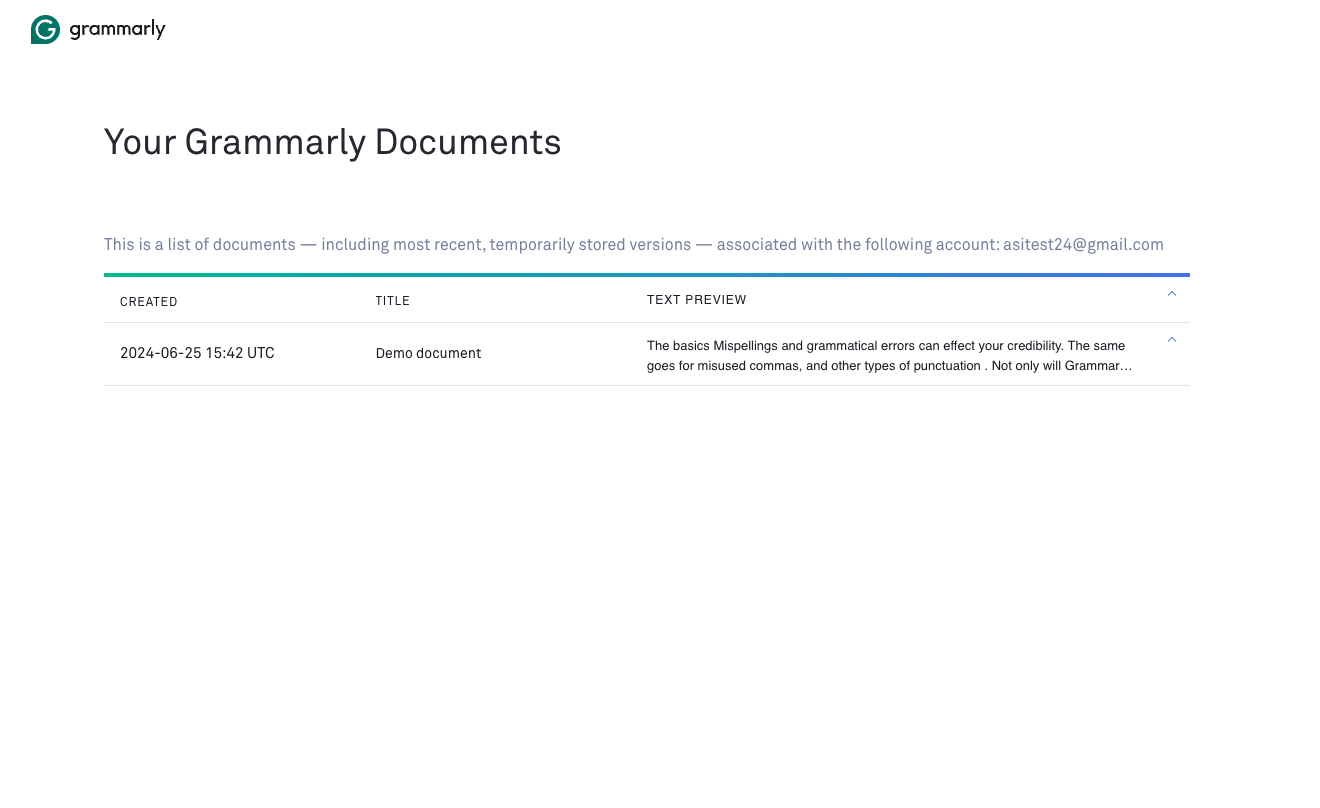 grammarly
Your Grammarly Documents
This is a list of documents — including most recent, temporarily stored versions — associated with the following account: asitest24@gmail.com
CREATED TITLE TEXT PREVIEW
2024-06-25 15:42 UTC Demo document The basics Mispellings and grammatical errors can effect your credibility. The same
goes for misused commas, and other types of punctuation . Not only will Grammar…